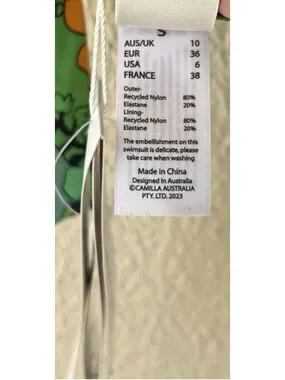 S
AUS/UK 10
EUR 36
USA 6
FRANCE 38
Outer-
Recycled Nylon 80%
Elastane 20%
Lining-
Recycled Nylon 80%
Elastane 20%
The embellishment on this
swimsuit is delicate, please
take care when washing
Made in China
Designed in Australia
©CAMILLA AUSTRALIA
PTY. LTD. 2023